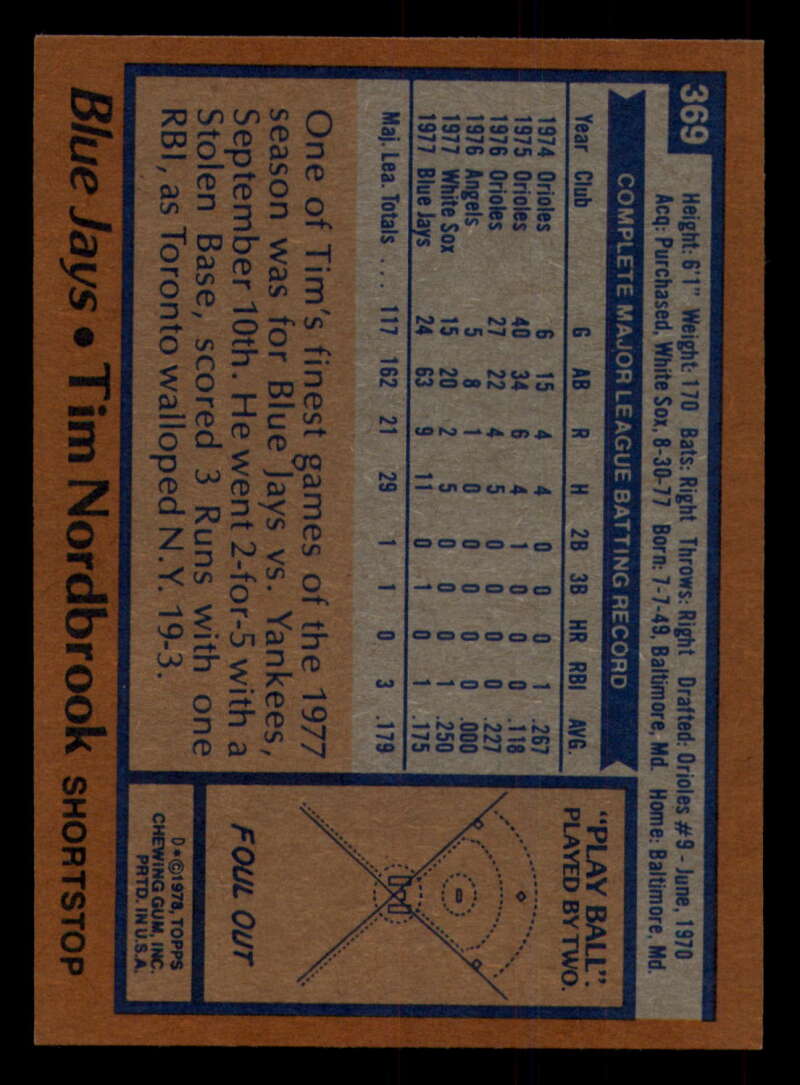 369
Height: 6'1" Weight: 170 Bats: Right Throws: Right Drafted: Orioles #9 - June, 1970
Acq: Purchased, White Sox, 8-30-77 Born: 7-7-49, Baltimore, Md. Home: Baltimore, Md.
COMPLETE MAJOR LEAGUE BATTING RECORD
Year Club G AB R H 2B 3B HR RBI AVG.
1974 Orioles 6 15 4 4 0 0 0 1 .267
1975 Orioles 40 34 6 4 1 0 0 0 .118
1976 Orioles 27 22 4 5 0 0 0 0 .227
1976 Angels 5 8 1 0 0 0 0 0 .000
1977 White Sox 15 20 2 5 0 0 0 1 .250
1977 Blue Jays 24 63 9 11 0 1 0 1 .175
Maj. Lea. Totals ... 117 162 21 29 1 1 0 3 .179
One of Tim's finest games of the 1977
season was for Blue Jays vs. Yankees,
September 10th. He went 2-for-5 with a
Stolen Base, scored 3 Runs with one
RBI, as Toronto walloped N.Y. 19-3.
"PLAY BALL":
PLAYED BY TWO.
FOUL OUT
D*©1978, TOPPS
CHEWING GUM, INC.
PRTD. IN U.S.A.
Blue Jays • Tim Nordbrook SHORTSTOP